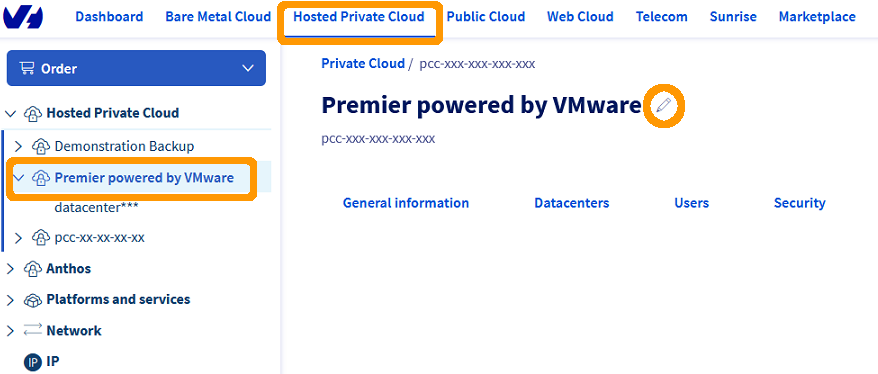 Dashboard Bare Metal Cloud Hosted Private Cloud Public Cloud Web Cloud Telecom Sunrise Marketplace
Order
Hosted Private Cloud
Demonstration Backup
Premier powered by VMware
datacenter***
pcc-xx-xx-xx-xx
Anthos
Platforms and services
Network
IP IP
Private Cloud / pcc-xxx-xxx-xxx-xxx
Premier powered by VMware
pcc-xxx-xxx-xxx-xxx
General information Datacenters Users Security